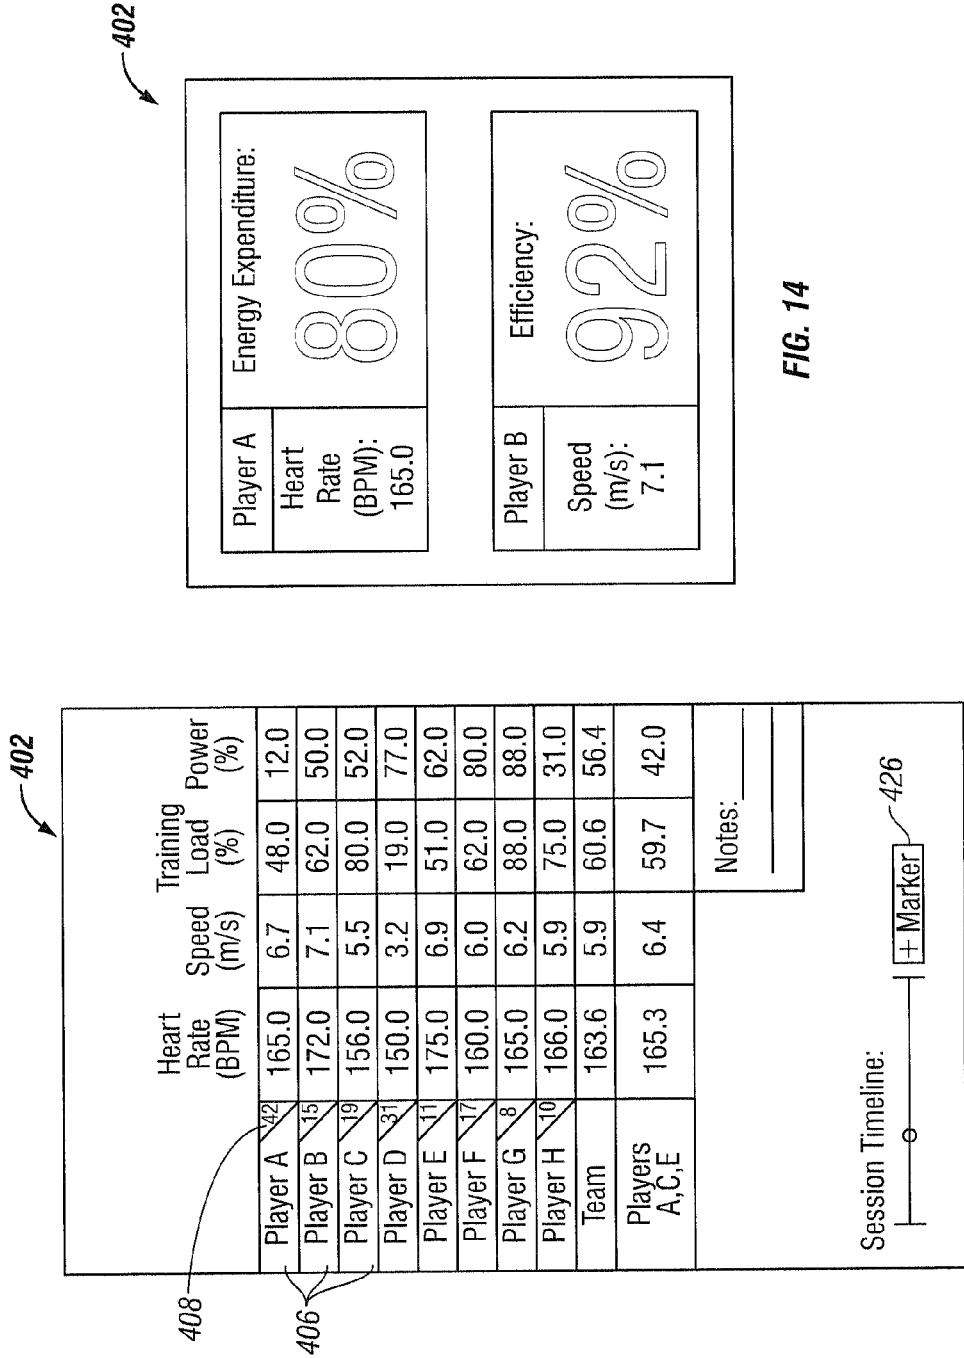 402
Heart Rate (BPM) Speed (m/s) Training Load (%) Power (%)
408
406
Player A 42 165.0 6.7 48.0 12.0
Player B 15 172.0 7.1 62.0 50.0
Player C 19 156.0 5.5 80.0 52.0
Player D 31 150.0 3.2 19.0 77.0
Player E 11 175.0 6.9 51.0 62.0
Player F 17 160.0 6.0 62.0 80.0
Player G 8 165.0 6.2 88.0 88.0
Player H 10 166.0 5.9 75.0 31.0
Team 163.6 5.9 60.6 56.4
Players A,C,E 165.3 6.4 59.7 42.0
Notes:
Session Timeline:
+ Marker
426
402
Player A
Heart
Rate
(BPM):
165.0
Energy Expenditure:
80%
Player B
Speed
(m/s):
7.1
Efficiency:
92%
FIG. 14